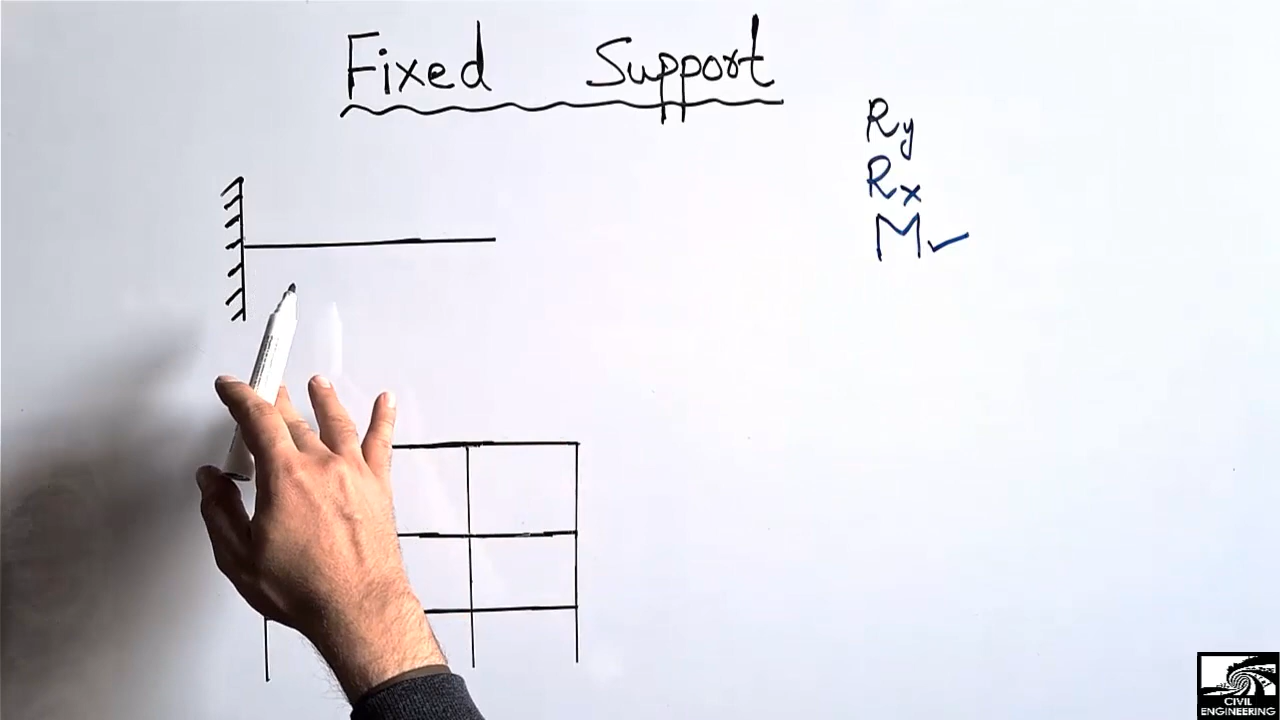 Fixed Support
Ry
Rx
M✓
CIVIL
ENGINEERING